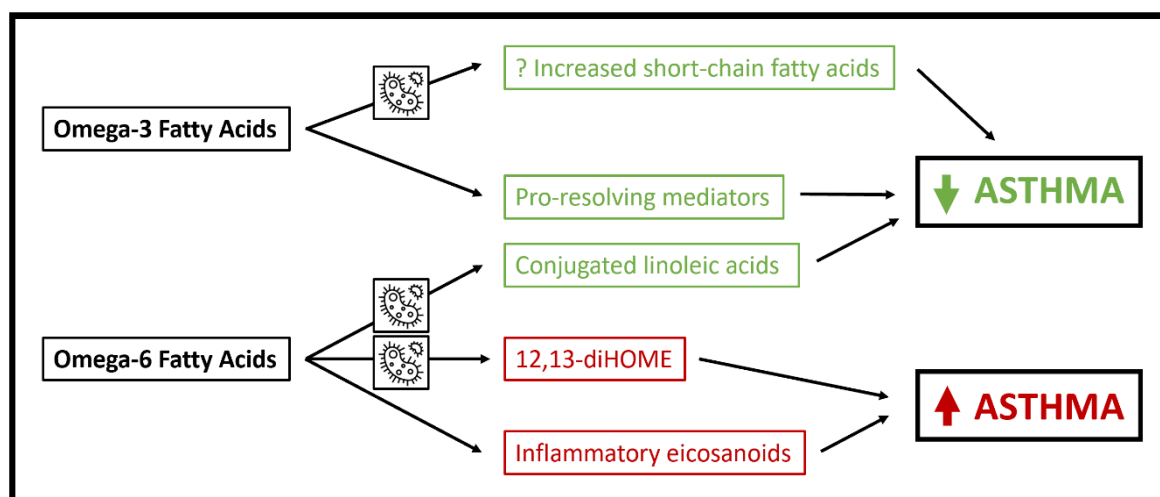 ? Increased short-chain fatty acids
Omega-3 Fatty Acids
Pro-resolving mediators
ASTHMA
Conjugated linoleic acids
Omega-6 Fatty Acids
12,13-diHOME
ASTHMA
Inflammatory eicosanoids